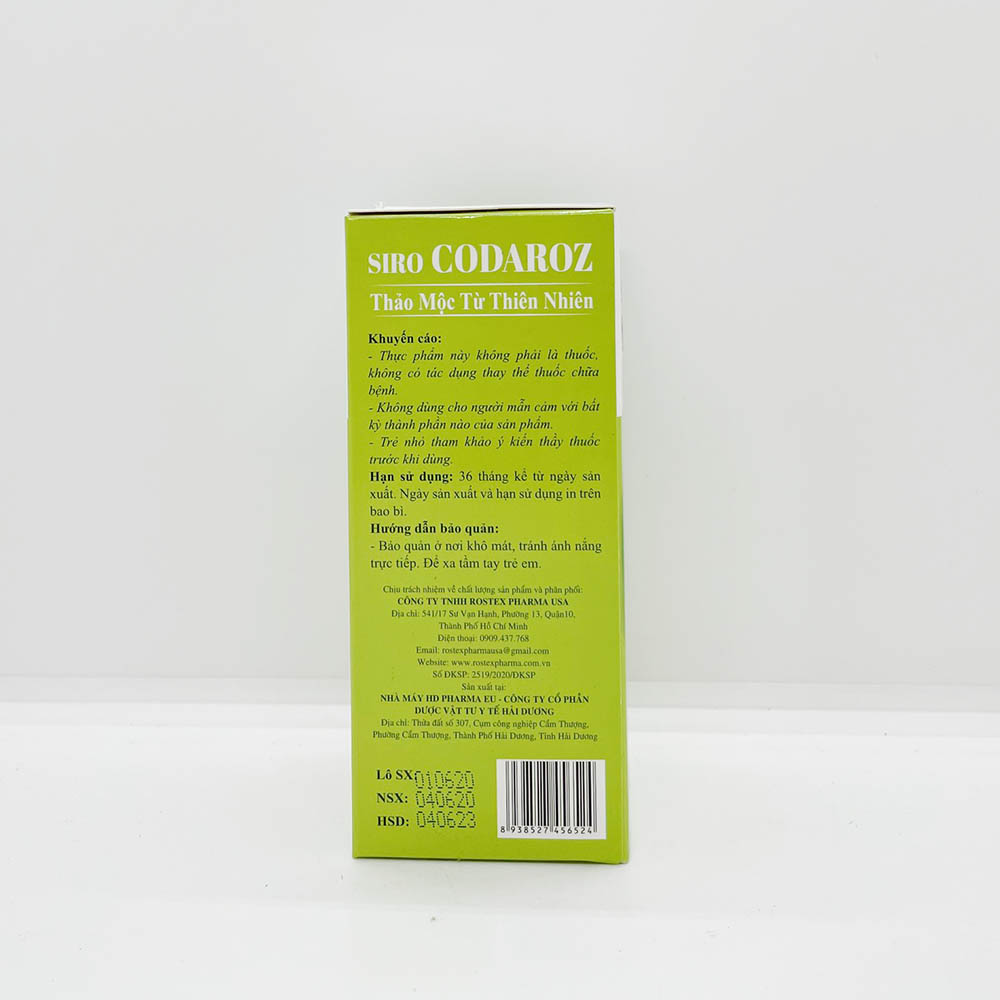 SIRO CODAROZ
Thảo Mộc Từ Thiên Nhiên
Khuyến cáo:
- Thực phẩm này không phải là thuốc,
không có tác dụng thay thế thuốc chữa
bệnh.
- Không dùng cho người mẫn cảm với bất
kỳ thành phần nào của sản phẩm.
- Trẻ nhỏ tham khảo ý kiến thầy thuốc
trước khi dùng.
Hạn sử dụng: 36 tháng kể từ ngày sản
xuất. Ngày sản xuất và hạn sử dụng in trên
bao bì.
Hướng dẫn bảo quản:
- Bảo quản ở nơi khô mát, tránh ánh nắng
trực tiếp. Để xa tầm tay trẻ em.
Chịu trách nhiệm về chất lượng sản phẩm và phân phối:
CÔNG TY TNHH ROSTEX PHARMA USA
Địa chỉ: 541/17 Sư Vạn Hạnh, Phường 13, Quận10,
Thành Phố Hồ Chí Minh
Điện thoại: 0909.437.768
Email: rostexpharmausa@gmail.com
Website: www.rostexpharma.com.vn
Số ĐKSP: 2519/2020/ĐKSP
Sản xuất tại:
NHÀ MÁY HD PHARMA EU - CÔNG TY CỔ PHẦN
DƯỢC VẬT TƯ Y TẾ HẢI DƯƠNG
Địa chỉ: Thửa đất số 307, Cụm công nghiệp Cẩm Thượng,
Phường Cẩm Thượng, Thành Phố Hải Dương, Tỉnh Hải Dương
Lô SX 010620
NSX: 040620
HSD: 040623
8 938527 456524